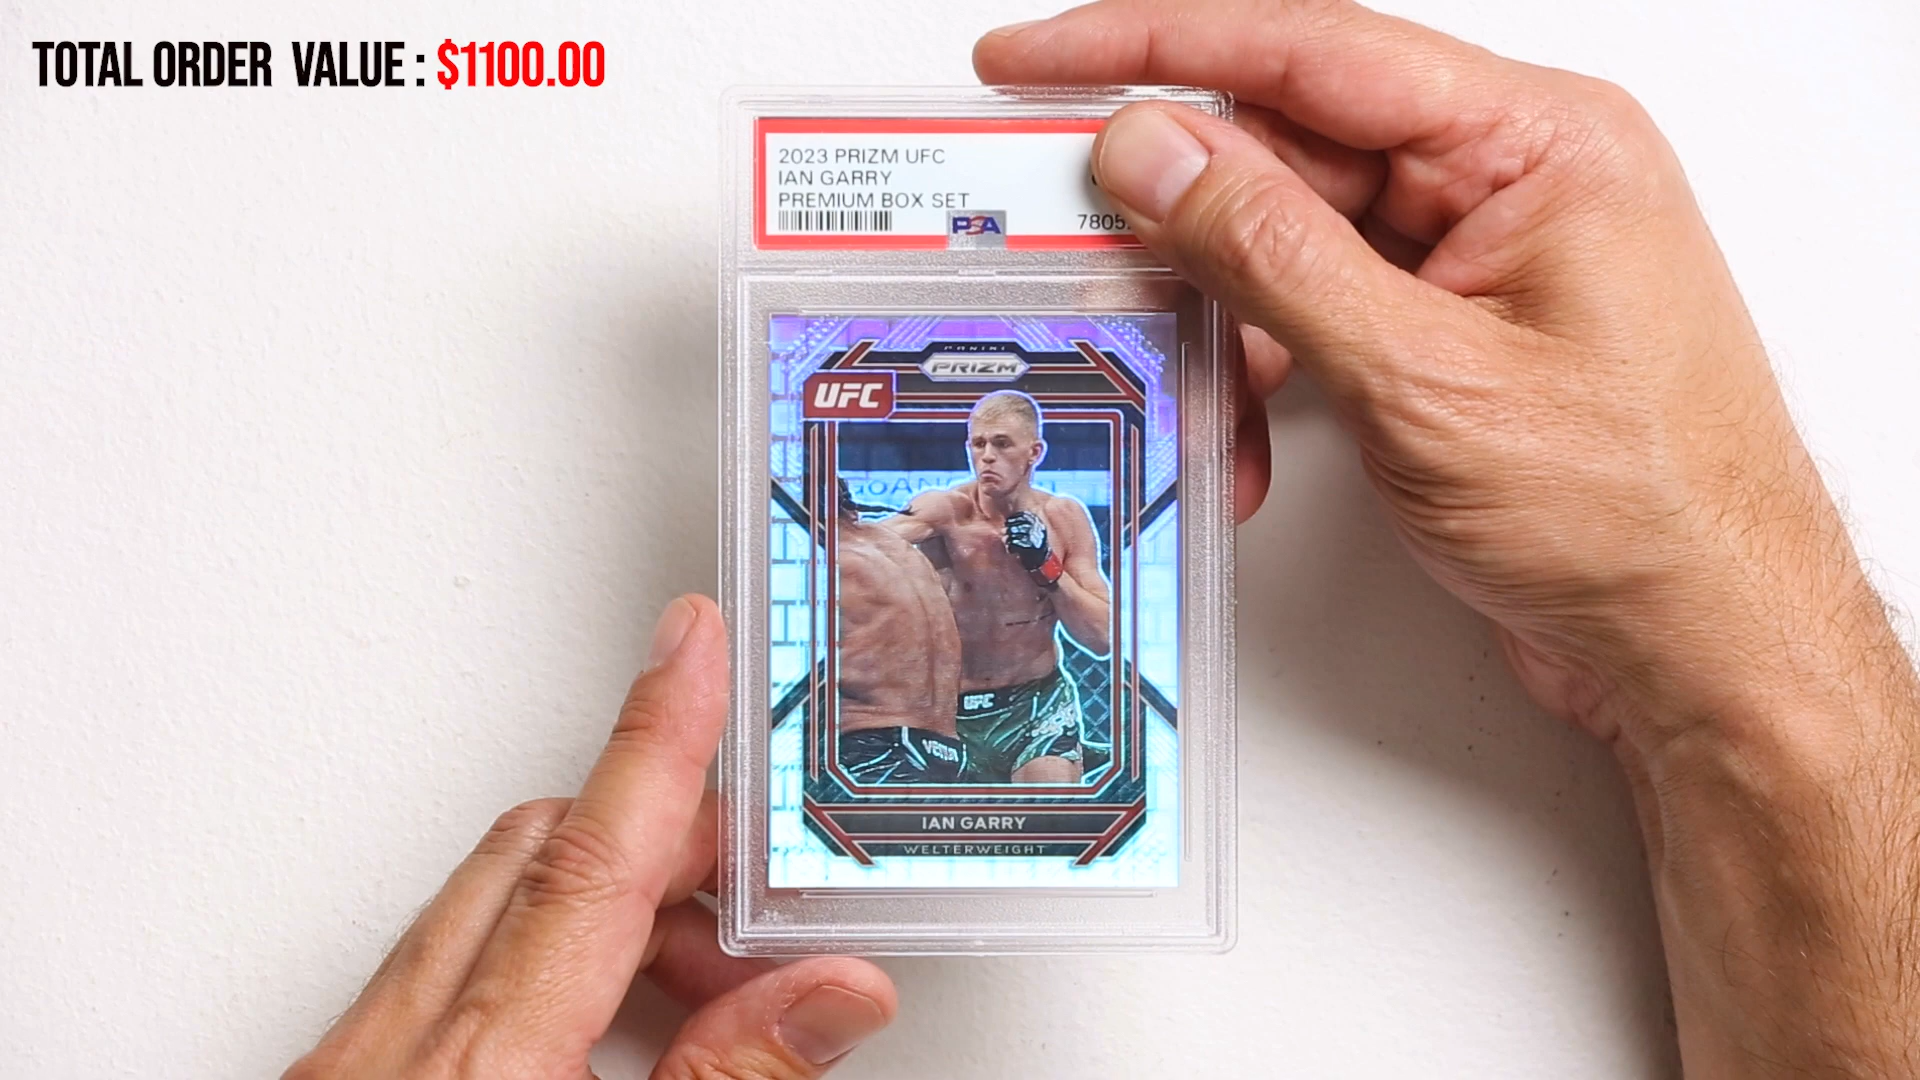 TOTAL ORDER VALUE : $1100.00
2023 PRIZM UFC
IAN GARRY
PREMIUM BOX SET
PSA
PANINI
PRIZM
UFC
UFC
VENUM
IAN GARRY
WELTERWEIGHT